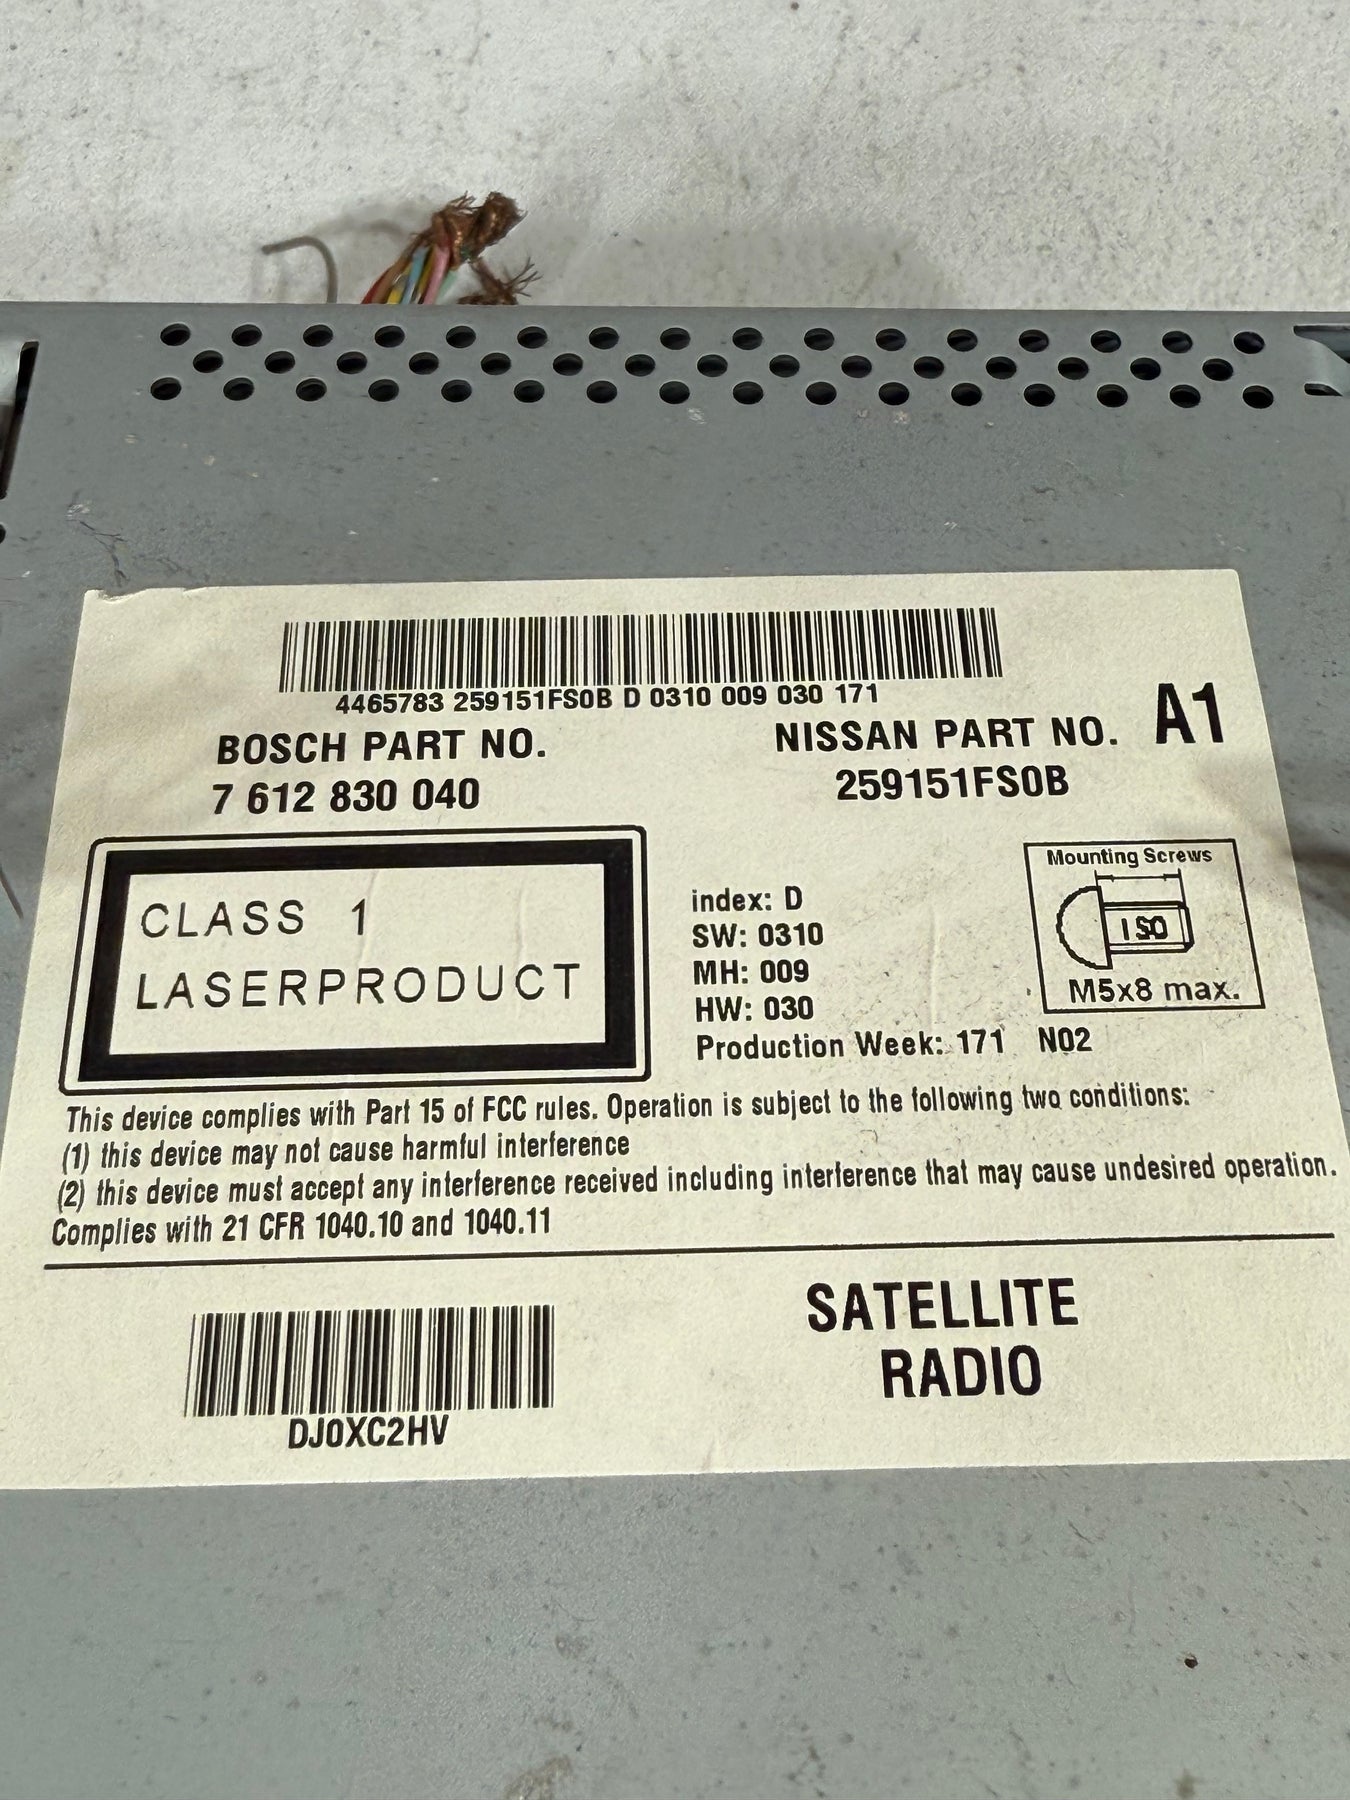 4465783 259151FS0B D 0310 009 030 171
BOSCH PART NO.
7 612 830 040
NISSAN PART NO.
259151FS0B
A1
CLASS 1
LASERPRODUCT
index: D
SW: 0310
MH: 009
HW: 030
Production Week: 171 N02
Mounting Screws
ISO
M5x8 max.
This device complies with Part 15 of FCC rules. Operation is subject to the following two conditions:
(1) this device may not cause harmful interference
(2) this device must accept any interference received including interference that may cause undesired operation.
Complies with 21 CFR 1040.10 and 1040.11
DJ0XC2HV
SATELLITE
RADIO